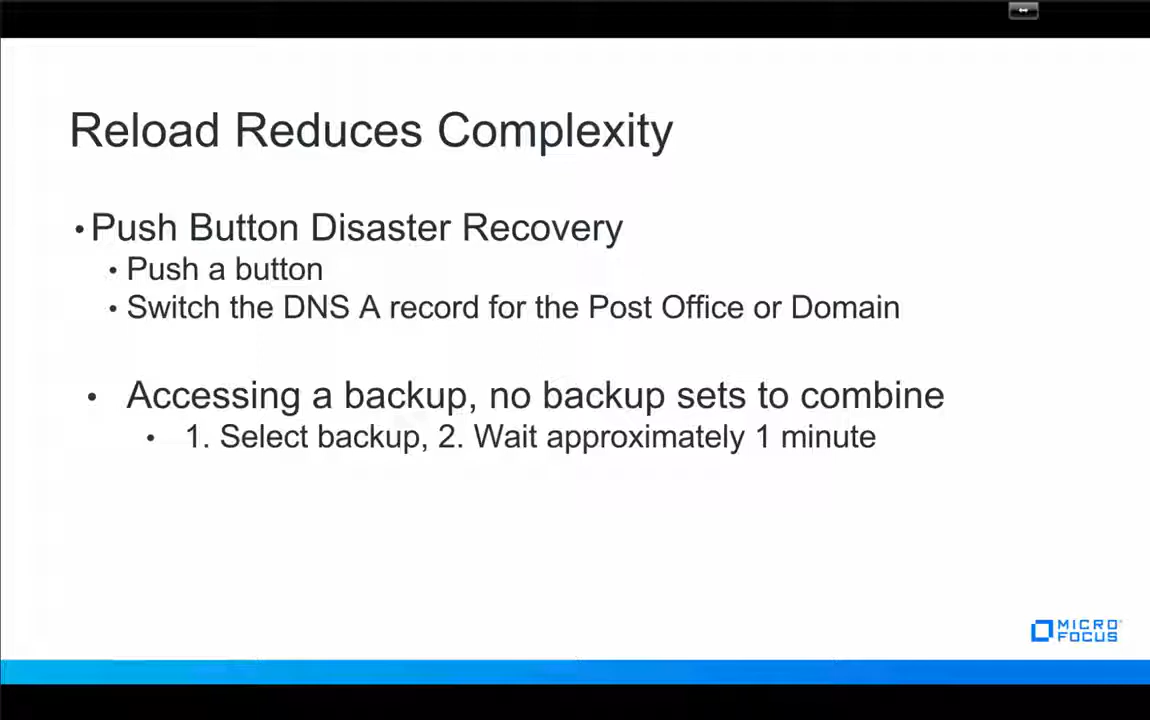 Reload Reduces Complexity
• Push Button Disaster Recovery
• Push a button
• Switch the DNS A record for the Post Office or Domain
• Accessing a backup, no backup sets to combine
• 1. Select backup, 2. Wait approximately 1 minute
MICRO
FOCUS